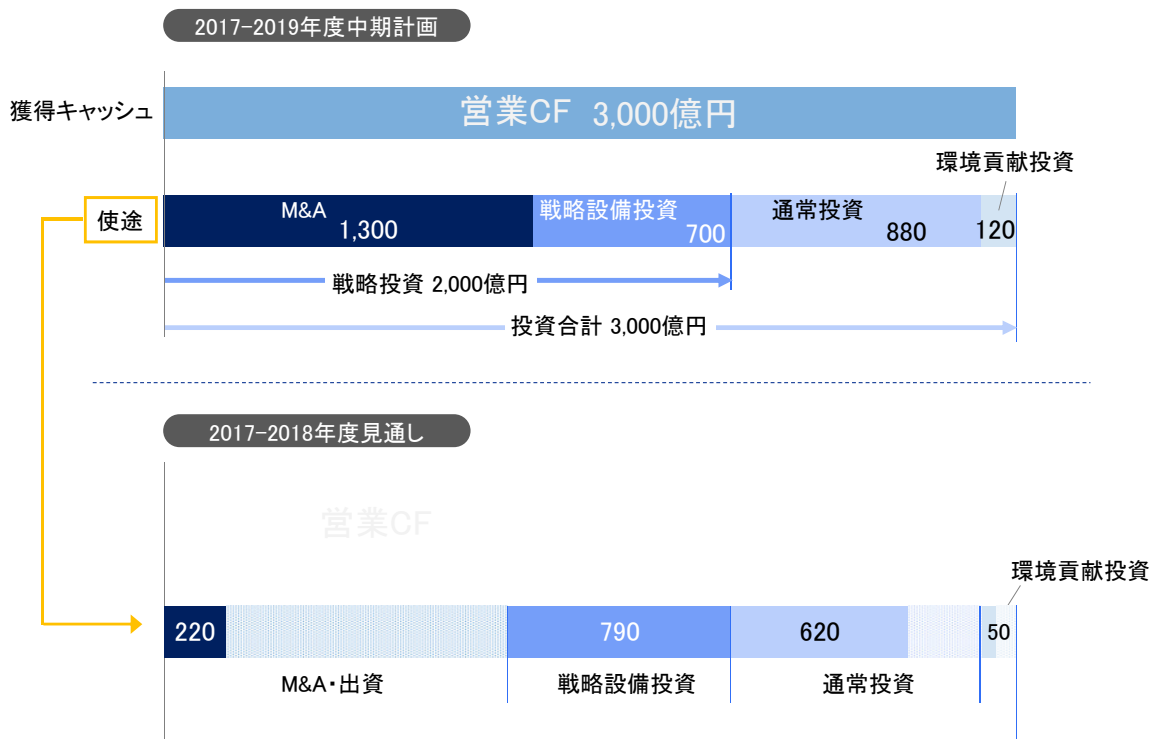 2017-2019年度中期計画
獲得キャッシュ
営業CF 3,000億円
環境貢献投資
使途
M&A
1,300
戦略設備投資
700
通常投資
880
120
戦略投資 2,000億円
投資合計 3,000億円
2017-2018年度見通し
営業CF
環境貢献投資
220
790
620
50
M&A・出資
戦略設備投資
通常投資